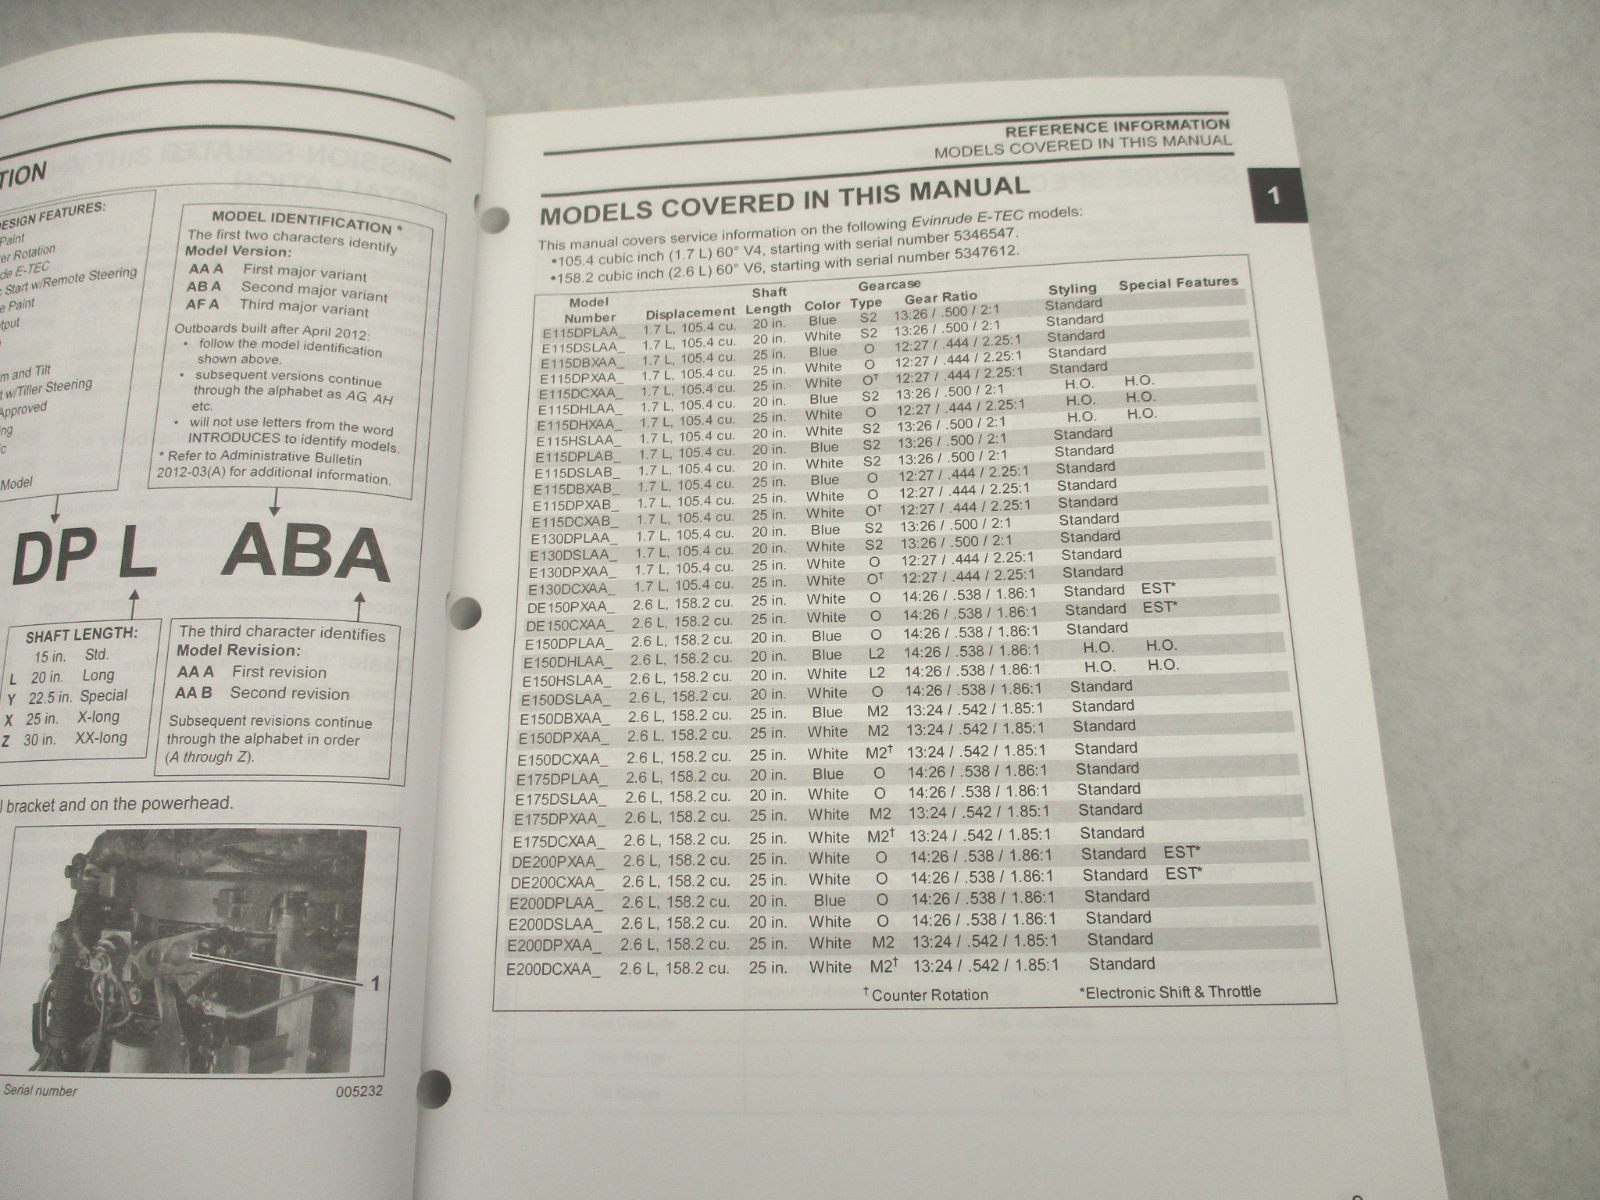 TION
DESIGN FEATURES:
Paint
er Rotation
de E-TEC
c Start w/Remote Steering
e Paint
tput
m and Tilt
t w/Tiller Steering
Approved
ng
c
Model
MODEL IDENTIFICATION *
The first two characters identify
Model Version:
AA A First major variant
AB A Second major variant
AF A Third major variant
Outboards built after April 2012:
• follow the model identification
shown above.
• subsequent versions continue
through the alphabet as AG, AH
etc.
• will not use letters from the word
INTRODUCES to identify models.
* Refer to Administrative Bulletin
2012-03(A) for additional information.
DP L ABA
SHAFT LENGTH:
15 in. Std.
L 20 in. Long
Y 22.5 in. Special
X 25 in. X-long
Z 30 in. XX-long
The third character identifies
Model Revision:
AA A First revision
AA B Second revision
Subsequent revisions continue
through the alphabet in order
(A through Z).
l bracket and on the powerhead.
1
Serial number 005232
REFERENCE INFORMATION
MODELS COVERED IN THIS MANUAL
1
MODELS COVERED IN THIS MANUAL
This manual covers service information on the following Evinrude E-TEC models:
•105.4 cubic inch (1.7 L) 60° V4, starting with serial number 5346547.
•158.2 cubic inch (2.6 L) 60° V6, starting with serial number 5347612.
Model Number Displacement Shaft Length Color Gearcase Type Gear Ratio Styling Special Features
E115DPLAA_ 1.7 L, 105.4 cu. 20 in. Blue S2 13:26 / .500 / 2:1 Standard
E115DSLAA_ 1.7 L, 105.4 cu. 20 in. White S2 13:26 / .500 / 2:1 Standard
E115DBXAA_ 1.7 L, 105.4 cu. 25 in. Blue O 12:27 / .444 / 2.25:1 Standard
E115DPXAA_ 1.7 L, 105.4 cu. 25 in. White O 12:27 / .444 / 2.25:1 Standard
E115DCXAA_ 1.7 L, 105.4 cu. 25 in. White O† 12:27 / .444 / 2.25:1 Standard
E115DHLAA_ 1.7 L, 105.4 cu. 20 in. Blue S2 13:26 / .500 / 2:1 H.O. H.O.
E115DHXAA_ 1.7 L, 105.4 cu. 25 in. White O 12:27 / .444 / 2.25:1 H.O. H.O.
E115HSLAA_ 1.7 L, 105.4 cu. 20 in. White S2 13:26 / .500 / 2:1 H.O. H.O.
E115DPLAB_ 1.7 L, 105.4 cu. 20 in. Blue S2 13:26 / .500 / 2:1 Standard
E115DSLAB_ 1.7 L, 105.4 cu. 20 in. White S2 13:26 / .500 / 2:1 Standard
E115DBXAB_ 1.7 L, 105.4 cu. 25 in. Blue O 12:27 / .444 / 2.25:1 Standard
E115DPXAB_ 1.7 L, 105.4 cu. 25 in. White O 12:27 / .444 / 2.25:1 Standard
E115DCXAB_ 1.7 L, 105.4 cu. 25 in. White O† 12:27 / .444 / 2.25:1 Standard
E130DPLAA_ 1.7 L, 105.4 cu. 20 in. Blue S2 13:26 / .500 / 2:1 Standard
E130DSLAA_ 1.7 L, 105.4 cu. 20 in. White S2 13:26 / .500 / 2:1 Standard
E130DPXAA_ 1.7 L, 105.4 cu. 25 in. White O 12:27 / .444 / 2.25:1 Standard
E130DCXAA_ 1.7 L, 105.4 cu. 25 in. White O† 12:27 / .444 / 2.25:1 Standard
DE150PXAA_ 2.6 L, 158.2 cu. 25 in. White O 14:26 / .538 / 1.86:1 Standard EST*
DE150CXAA_ 2.6 L, 158.2 cu. 25 in. White O 14:26 / .538 / 1.86:1 Standard EST*
E150DPLAA_ 2.6 L, 158.2 cu. 20 in. Blue O 14:26 / .538 / 1.86:1 Standard
E150DHLAA_ 2.6 L, 158.2 cu. 20 in. Blue L2 14:26 / .538 / 1.86:1 H.O. H.O.
E150HSLAA_ 2.6 L, 158.2 cu. 20 in. White L2 14:26 / .538 / 1.86:1 H.O. H.O.
E150DSLAA_ 2.6 L, 158.2 cu. 20 in. White O 14:26 / .538 / 1.86:1 Standard
E150DBXAA_ 2.6 L, 158.2 cu. 25 in. Blue M2 13:24 / .542 / 1.85:1 Standard
E150DPXAA_ 2.6 L, 158.2 cu. 25 in. White M2 13:24 / .542 / 1.85:1 Standard
E150DCXAA_ 2.6 L, 158.2 cu. 25 in. White M2† 13:24 / .542 / 1.85:1 Standard
E175DPLAA_ 2.6 L, 158.2 cu. 20 in. Blue O 14:26 / .538 / 1.86:1 Standard
E175DSLAA_ 2.6 L, 158.2 cu. 20 in. White O 14:26 / .538 / 1.86:1 Standard
E175DPXAA_ 2.6 L, 158.2 cu. 25 in. White M2 13:24 / .542 / 1.85:1 Standard
E175DCXAA_ 2.6 L, 158.2 cu. 25 in. White M2† 13:24 / .542 / 1.85:1 Standard
DE200PXAA_ 2.6 L, 158.2 cu. 25 in. White O 14:26 / .538 / 1.86:1 Standard EST*
DE200CXAA_ 2.6 L, 158.2 cu. 25 in. White O 14:26 / .538 / 1.86:1 Standard EST*
E200DPLAA_ 2.6 L, 158.2 cu. 20 in. Blue O 14:26 / .538 / 1.86:1 Standard
E200DSLAA_ 2.6 L, 158.2 cu. 20 in. White O 14:26 / .538 / 1.86:1 Standard
E200DPXAA_ 2.6 L, 158.2 cu. 25 in. White M2 13:24 / .542 / 1.85:1 Standard
E200DCXAA_ 2.6 L, 158.2 cu. 25 in. White M2† 13:24 / .542 / 1.85:1 Standard
† Counter Rotation *Electronic Shift & Throttle